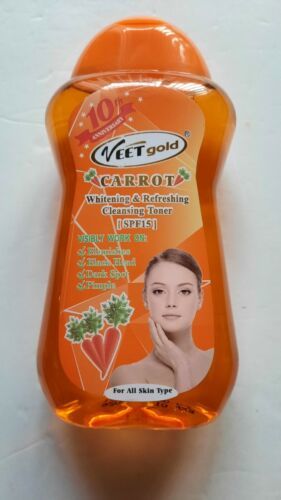 10th
ANNIVERSARY
VEET gold ®
CARROT
Whitening & Refreshing
Cleansing Toner
[SPF15]
VISIBLY WORK ON:
Blemishes
Black Head
Dark Spot
Pimple
For All Skin Type